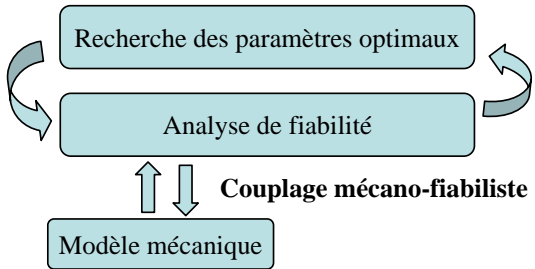 Recherche des paramètres optimaux
Analyse de fiabilité
Couplage mécano-fiabiliste
Modèle mécanique